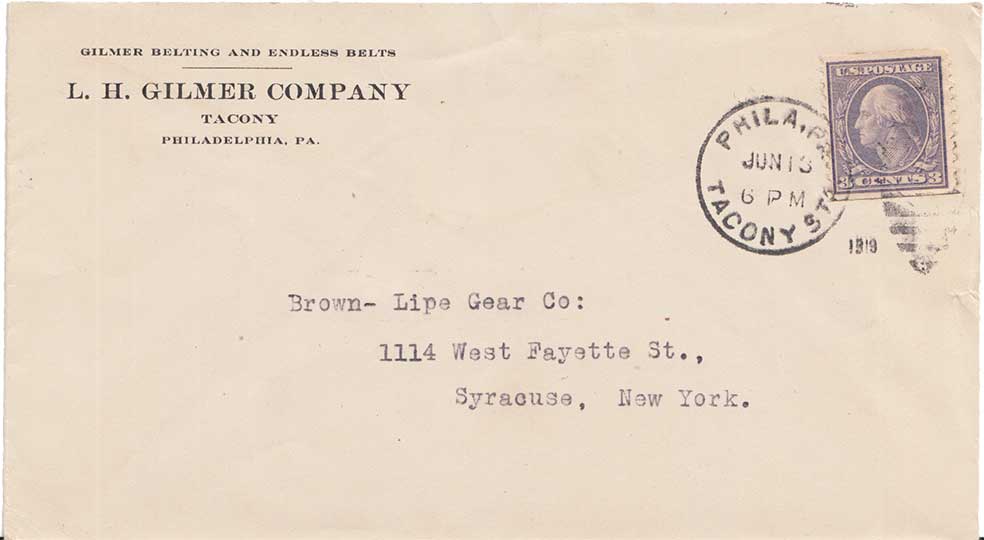 GILMER BELTING AND ENDLESS BELTS
L. H. GILMER COMPANY
TACONY
PHILADELPHIA, PA.
U.S. POSTAGE
3 CENTS 3
PHILA, PA
JUN 13
6 PM
TACONY STA
1919
Brown- Lipe Gear Co:
1114 West Fayette St.,
Syracuse, New York.